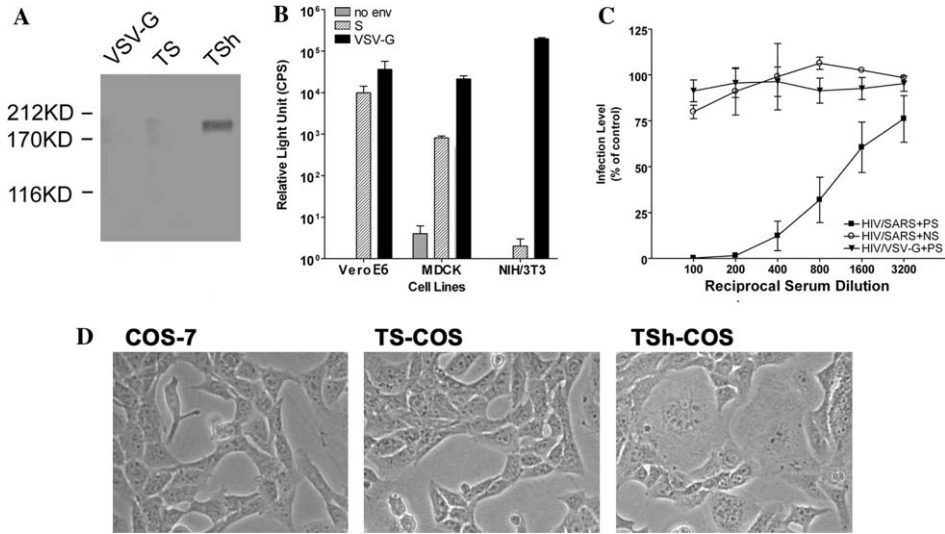 A
VSV-G
TS
TSh
212KD
170KD
116KD
B
no env
S
VSV-G
Relative Light Unit (CPS)
10⁶
10⁵
10⁴
10³
10²
10¹
10⁰
VeroE6
MDCK
NIH/3T3
Cell Lines
C
Infection Level
(% of control)
125
100
75
50
25
0
HIV/SARS+PS
HIV/SARS+NS
HIV/VSV-G+PS
100
200
400
800
1600
3200
Reciprocal Serum Dilution
D
COS-7
TS-COS
TSh-COS